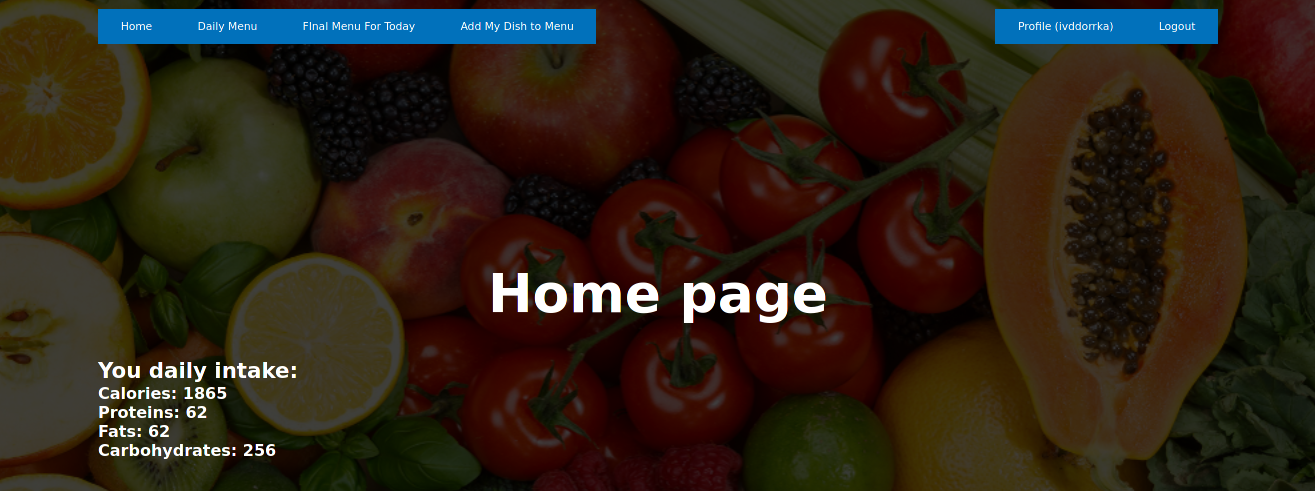 Home Daily Menu FInal Menu For Today Add My Dish to Menu Profile (ivddorrka) Logout
Home page
You daily intake:
Calories: 1865
Proteins: 62
Fats: 62
Carbohydrates: 256